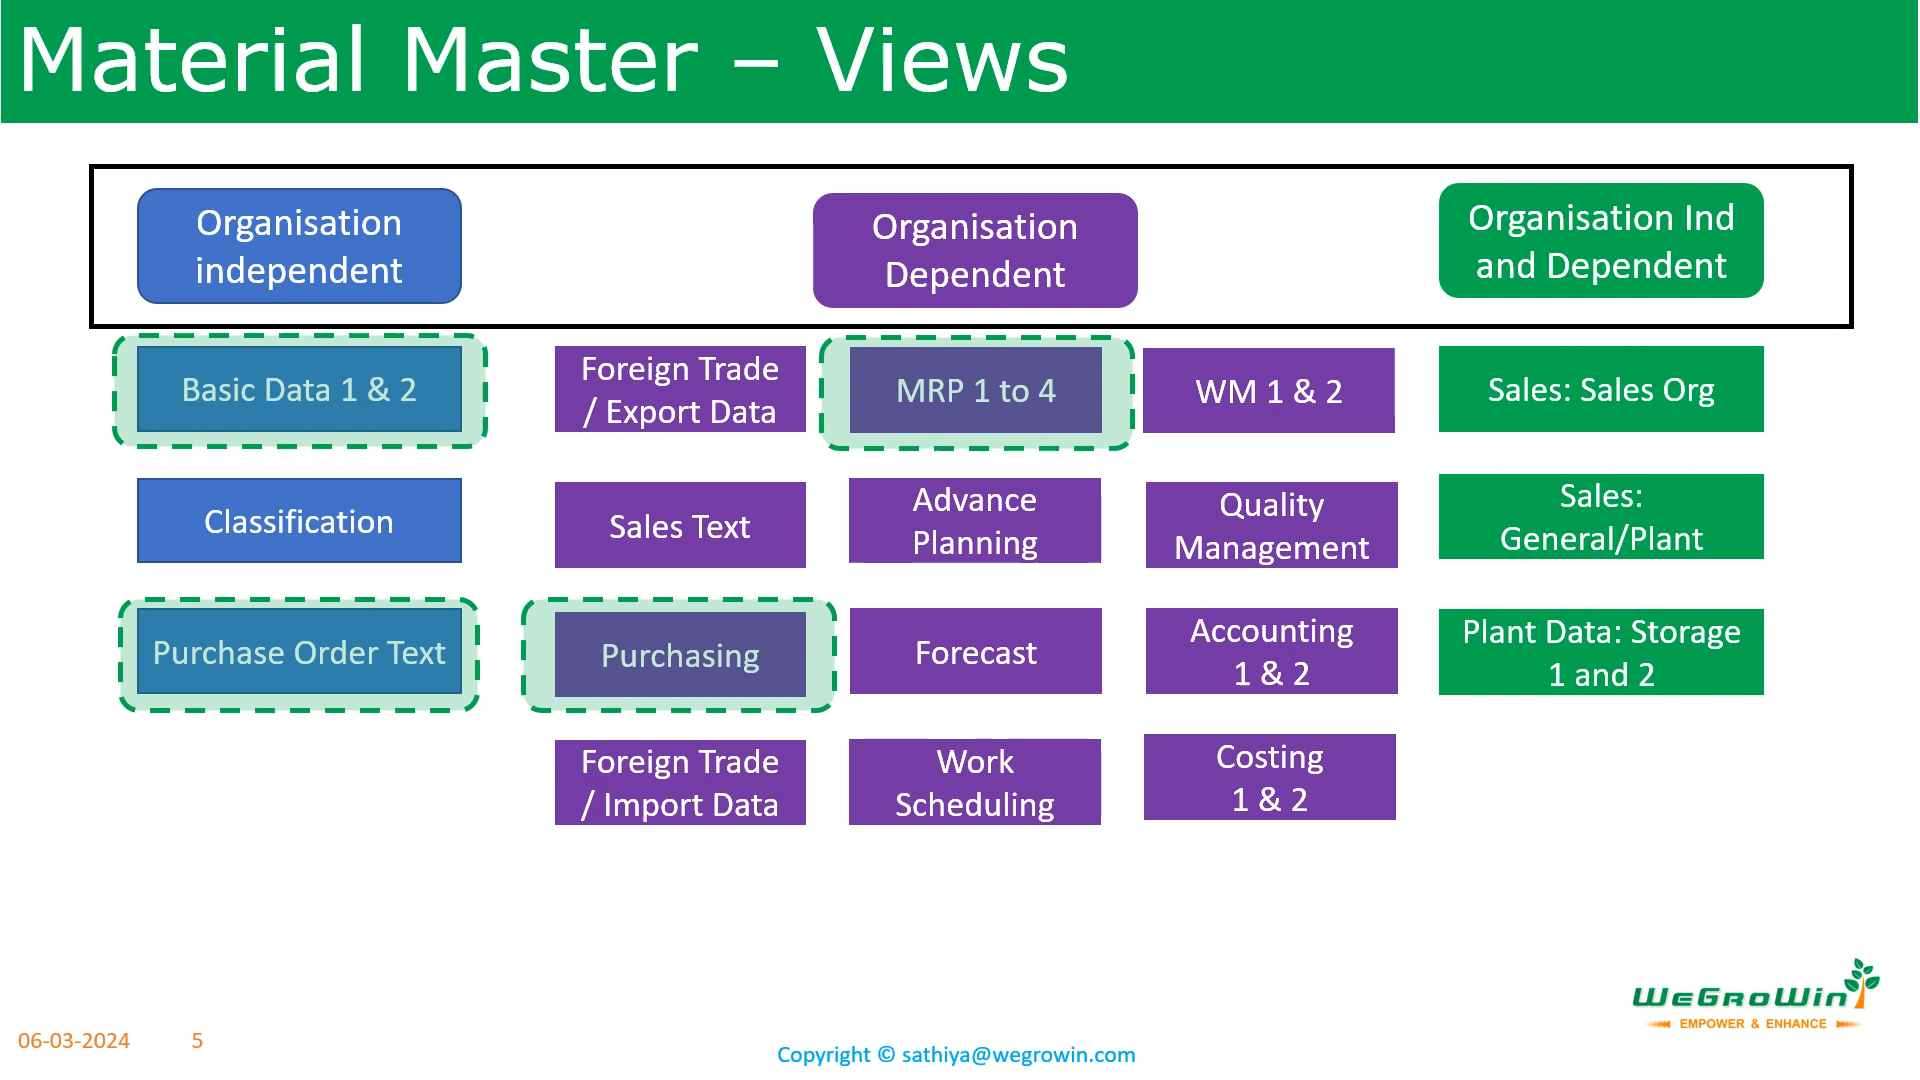 Material Master – Views
Organisation
independent
Organisation
Dependent
Organisation Ind
and Dependent
Basic Data 1 & 2
Foreign Trade
/ Export Data
MRP 1 to 4
WM 1 & 2
Sales: Sales Org
Classification
Sales Text
Advance
Planning
Quality
Management
Sales:
General/Plant
Purchase Order Text
Purchasing
Forecast
Accounting
1 & 2
Plant Data: Storage
1 and 2
Foreign Trade
/ Import Data
Work
Scheduling
Costing
1 & 2
WeGroWin
EMPOWER & ENHANCE
06-03-2024
5
Copyright © sathiya@wegrowin.com